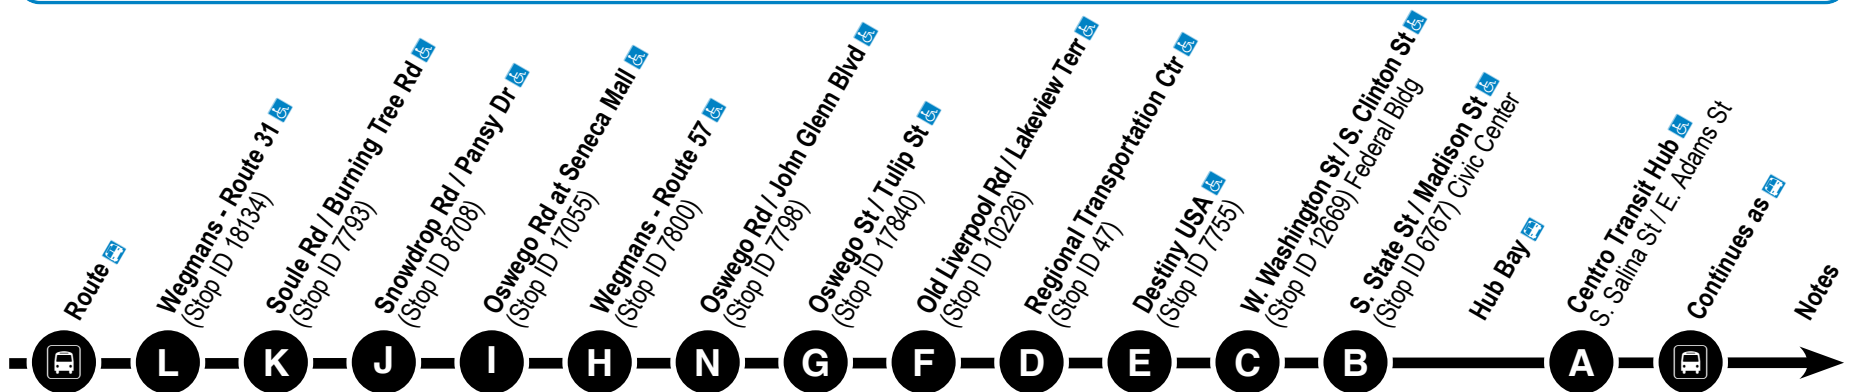 Route
Wegmans - Route 31
(Stop ID 18134)
Soule Rd / Burning Tree Rd
(Stop ID 7793)
Snowdrop Rd / Pansy Dr
(Stop ID 8708)
Oswego Rd at Seneca Mall
(Stop ID 17055)
Wegmans - Route 57
(Stop ID 7800)
Oswego Rd / John Glenn Blvd
(Stop ID 7798)
Oswego St / Tulip St
(Stop ID 17840)
Old Liverpool Rd / Lakeview Terr
(Stop ID 10226)
Regional Transportation Ctr
(Stop ID 47)
Destiny USA
(Stop ID 7755)
W. Washington St / S. Clinton St
(Stop ID 12669) Federal Bldg
S. State St / Madison St
(Stop ID 6767) Civic Center
Hub Bay
Centro Transit Hub
S. Salina St / E. Adams St
Continues as
Notes
L K J I H N G F D E C B A